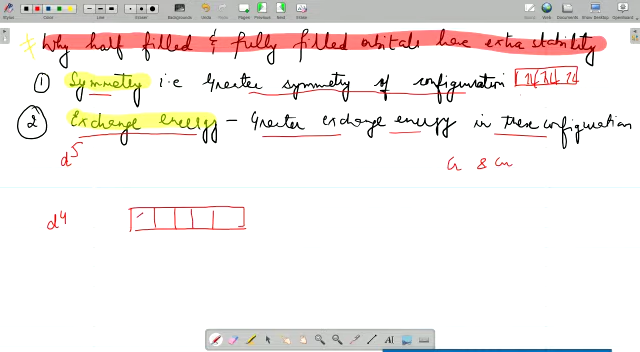 * Why half filled & fully filled orbitals have extra stability
① Symmetry i.e Greater symmetry of configuration
② Exchange energy - Greater exchange energy in these configuration
d⁵
Cr & Cu
d⁴